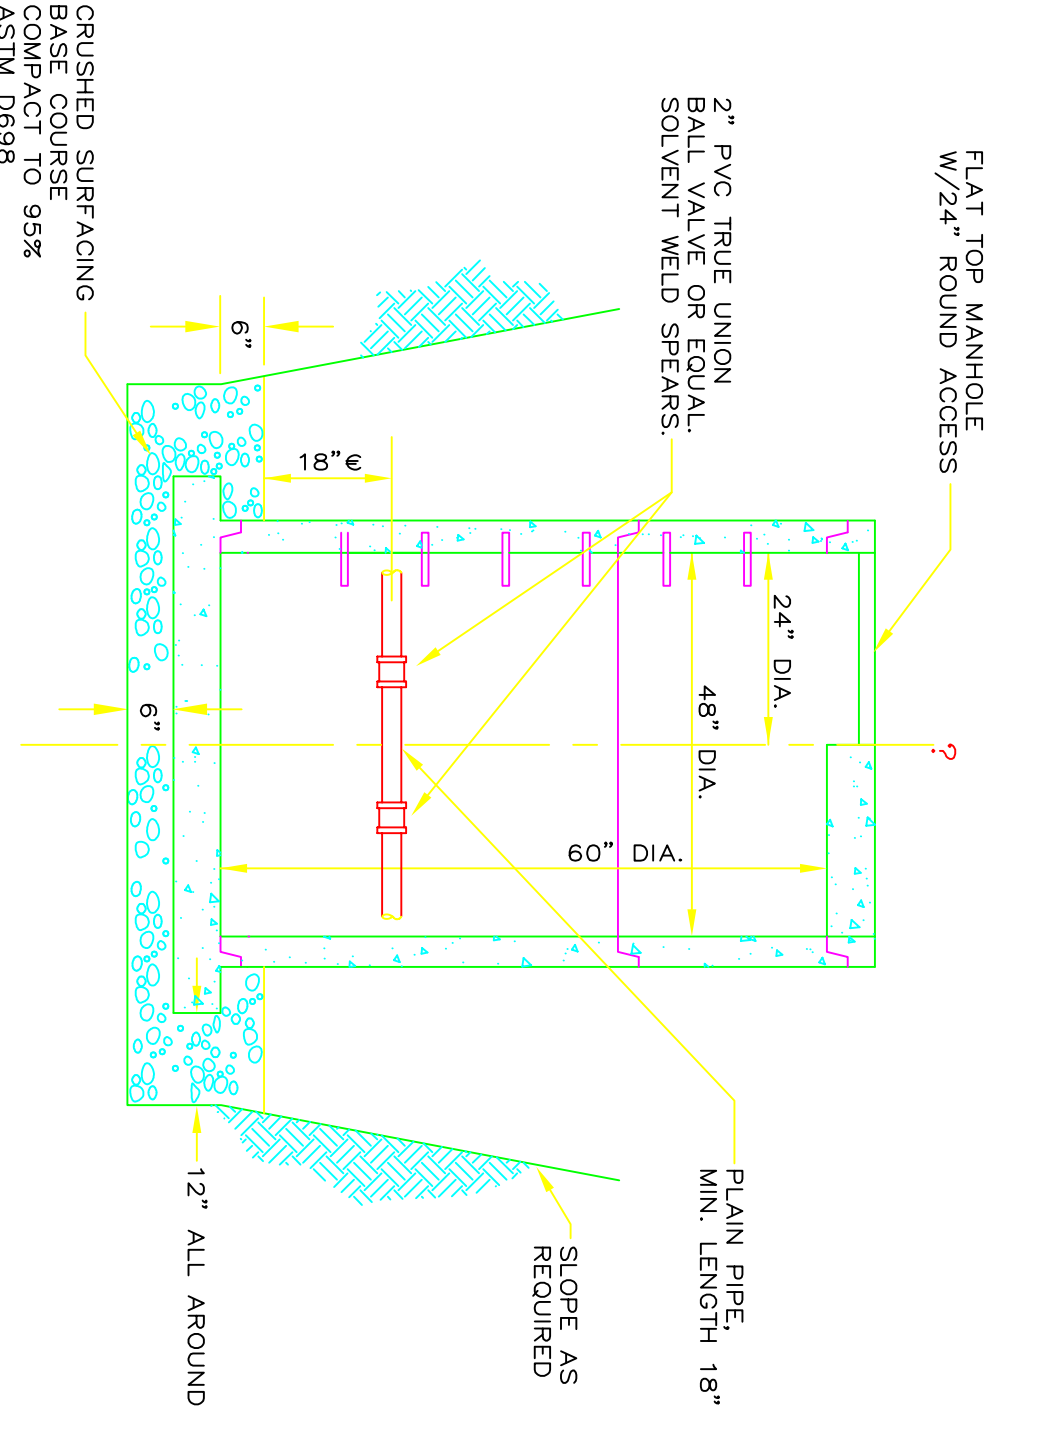 FLAT TOP MANHOLE
W/24" ROUND ACCESS
2" PVC TRUE UNION
BALL VALVE OR EQUAL.
SOLVENT WELD SPEARS.
?
24" DIA.
48" DIA.
60" DIA.
PLAIN PIPE,
MIN. LENGTH 18"
18"€
SLOPE AS
REQUIRED
6"
6"
12" ALL AROUND
CRUSHED SURFACING
BASE COURSE
COMPACT TO 95%
ASTM D698